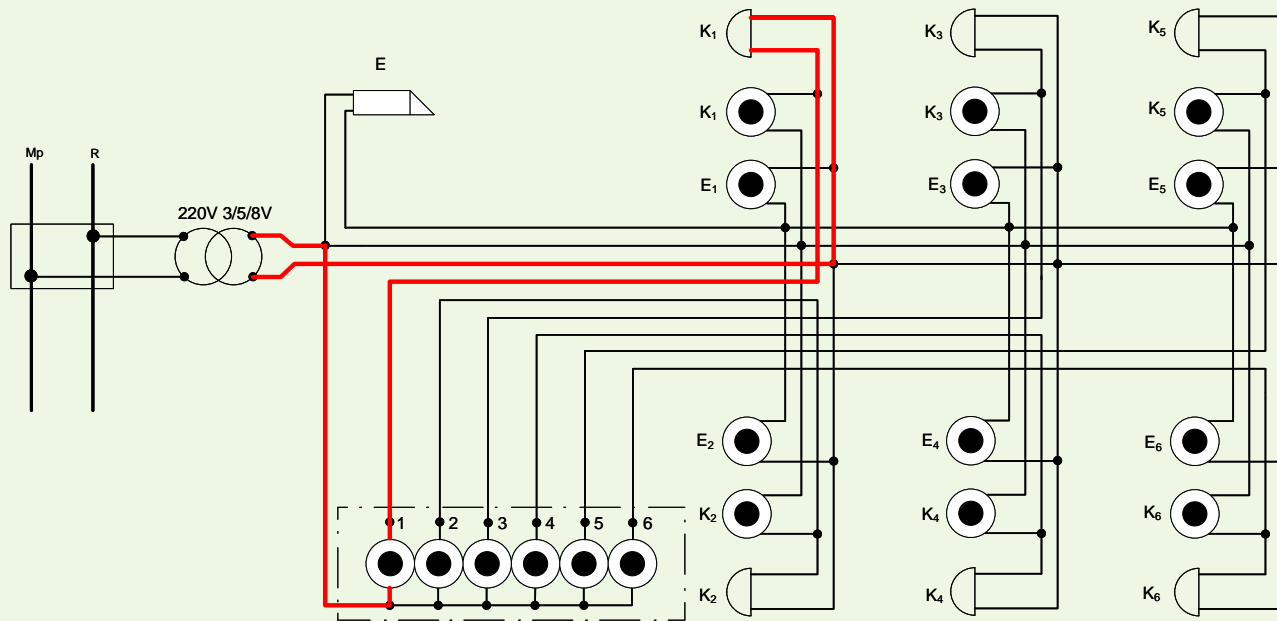 K₁
K₃
K₅
E
K₁
K₃
K₅
Mp
R
E₁
E₃
E₅
220V 3/5/8V
E₂
E₄
E₆
K₂
K₄
K₆
1
2
3
4
5
6
K₂
K₄
K₆